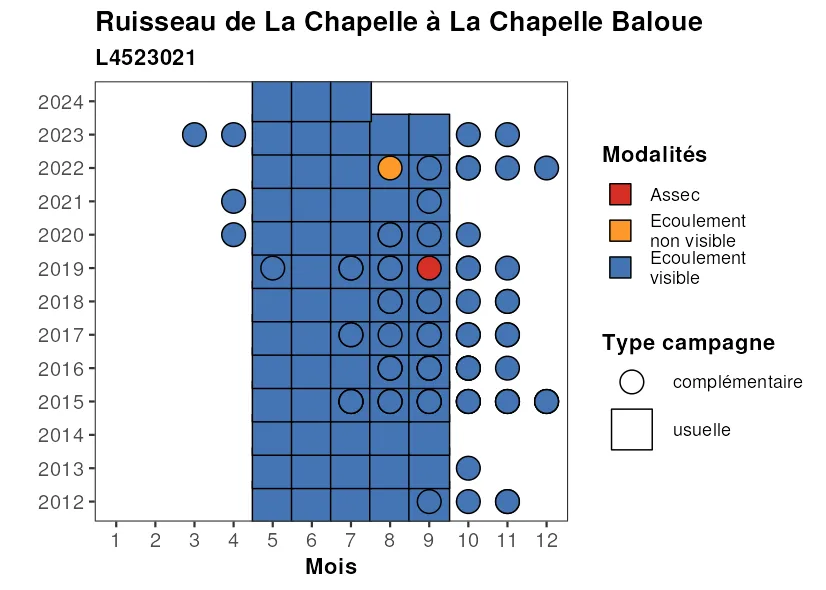 Ruisseau de La Chapelle à La Chapelle Baloue
L4523021
2024
2023
2022
2021
2020
2019
2018
2017
2016
2015
2014
2013
2012
1 2 3 4 5 6 7 8 9 10 11 12
Mois
Modalités
Assec
Ecoulement
non visible
Ecoulement
visible
Type campagne
complémentaire
usuelle